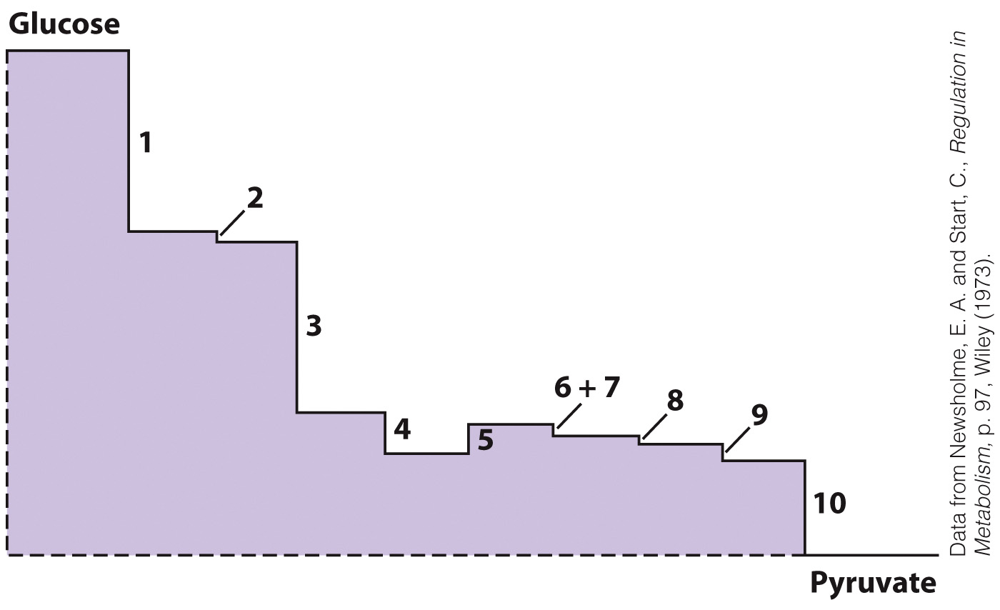 Glucose
1
2
3
4
5
6 + 7
8
9
10
Pyruvate
Data from Newsholme, E. A. and Start, C., Regulation in
Metabolism, p. 97, Wiley (1973).